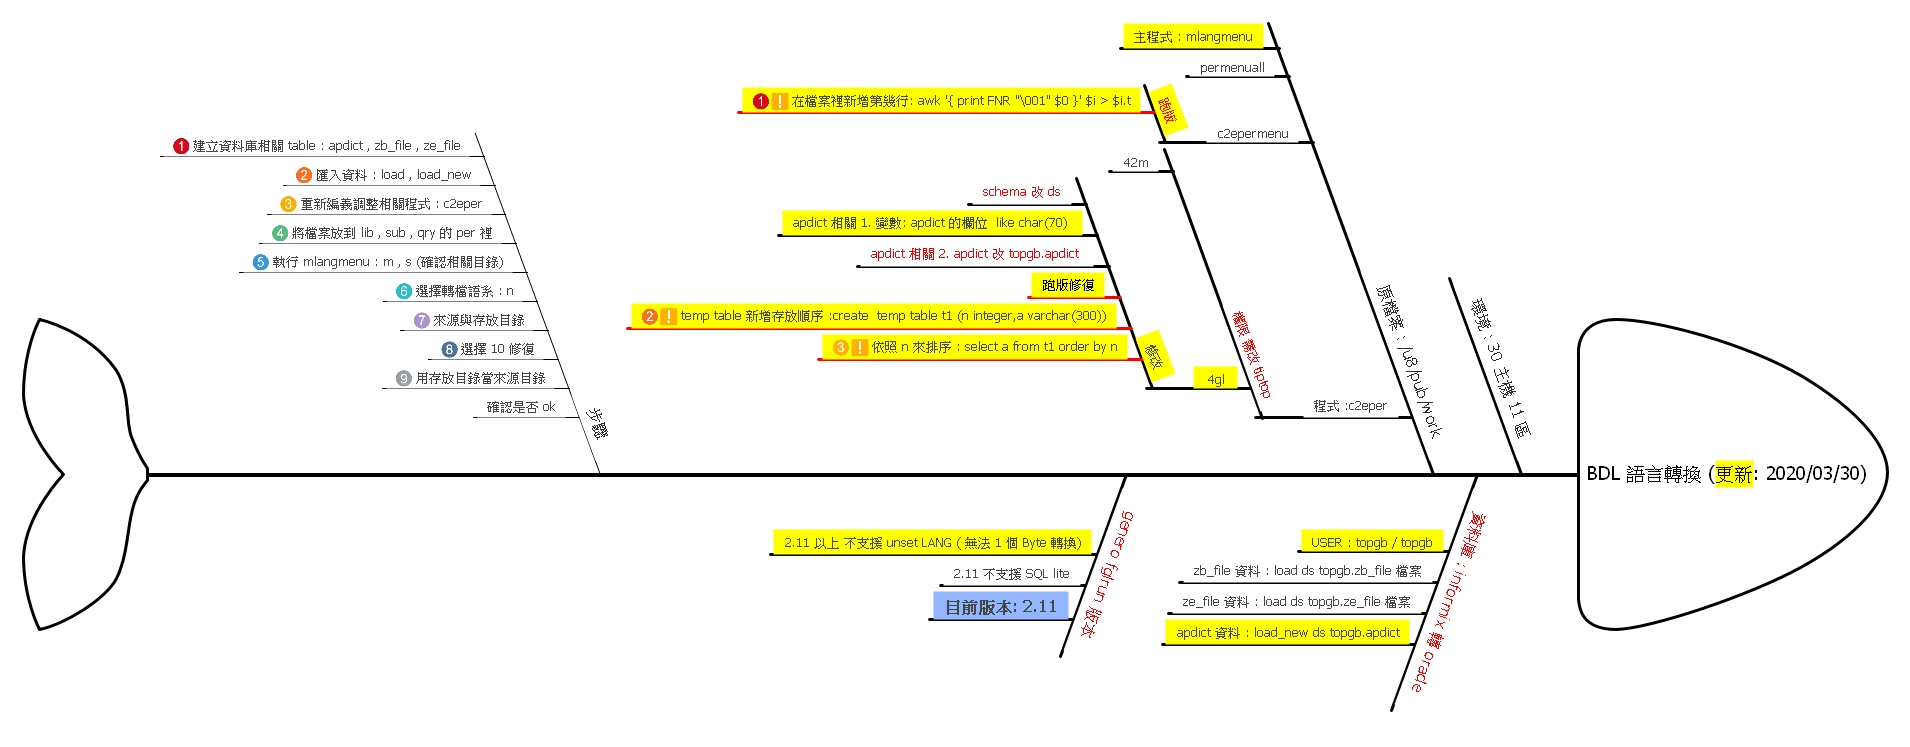 BDL 語言轉換 (更新: 2020/03/30)
環境 : 30 主機 11 區
原檔案 : /u8/pub/work
主程式 : mlangmenu
permenuall
c2epermenu
跑版
❶ ❗ 在檔案裡新增第幾行: awk '{ print FNR "\001" $0 }' $i > $i.t
程式 :c2eper
權限 需改 tiptop
42m
4gl
修改
schema 改 ds
apdict 相關 1. 變數: apdict 的欄位 like char(70)
apdict 相關 2. apdict 改 topgb.apdict
跑版修復
❷ ❗ temp table 新增存放順序 :create temp table t1 (n integer,a varchar(300))
❸ ❗ 依照 n 來排序 : select a from t1 order by n
步驟
❶ 建立資料庫相關 table : apdict , zb_file , ze_file
❷ 匯入資料 : load , load_new
❸ 重新編義調整相關程式 : c2eper
❹ 將檔案放到 lib , sub , qry 的 per 裡
❺ 執行 mlangmenu : m , s (確認相關目錄)
❻ 選擇轉檔語系 : n
❼ 來源與存放目錄
❽ 選擇 10 修復
❾ 用存放目錄當來源目錄
確認是否 ok
資料庫 : informix 轉 oracle
USER : topgb / topgb
zb_file 資料 : load ds topgb.zb_file 檔案
ze_file 資料 : load ds topgb.ze_file 檔案
apdict 資料 : load_new ds topgb.apdict
genero fglrun 版本
2.11 以上 不支援 unset LANG ( 無法 1 個 Byte 轉換)
2.11 不支援 SQL lite
目前版本: 2.11